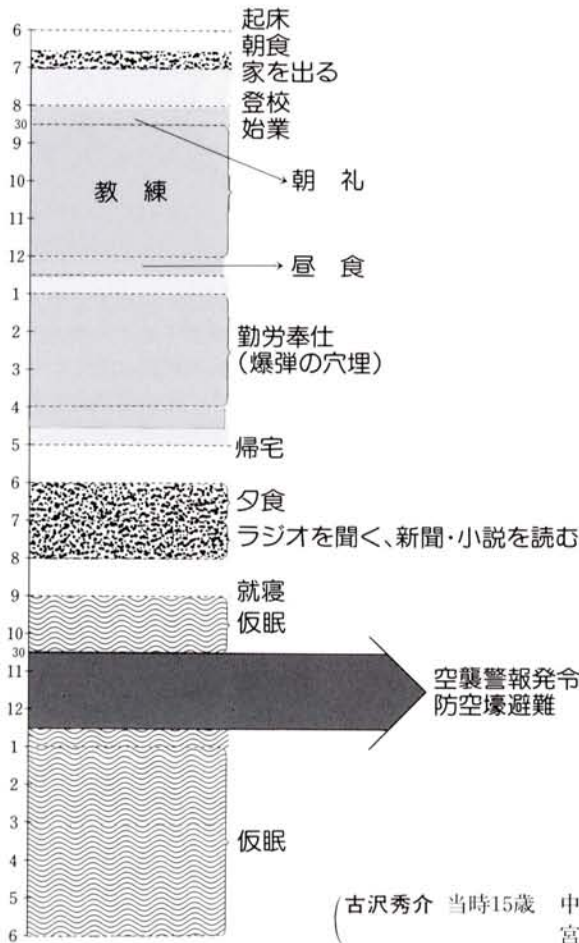 6
起床
朝食
7
家を出る
8
登校
30
始業
9
朝礼
10
教練
11
12
昼食
1
2
勤労奉仕
(爆弾の穴埋)
3
4
5
帰宅
6
夕食
7
ラジオを聞く、新聞・小説を読む
8
9
就寝
仮眠
10
30
11
空襲警報発令
防空壕避難
12
1
2
3
仮眠
4
5
古沢秀介 当時15歳 中
6
宮